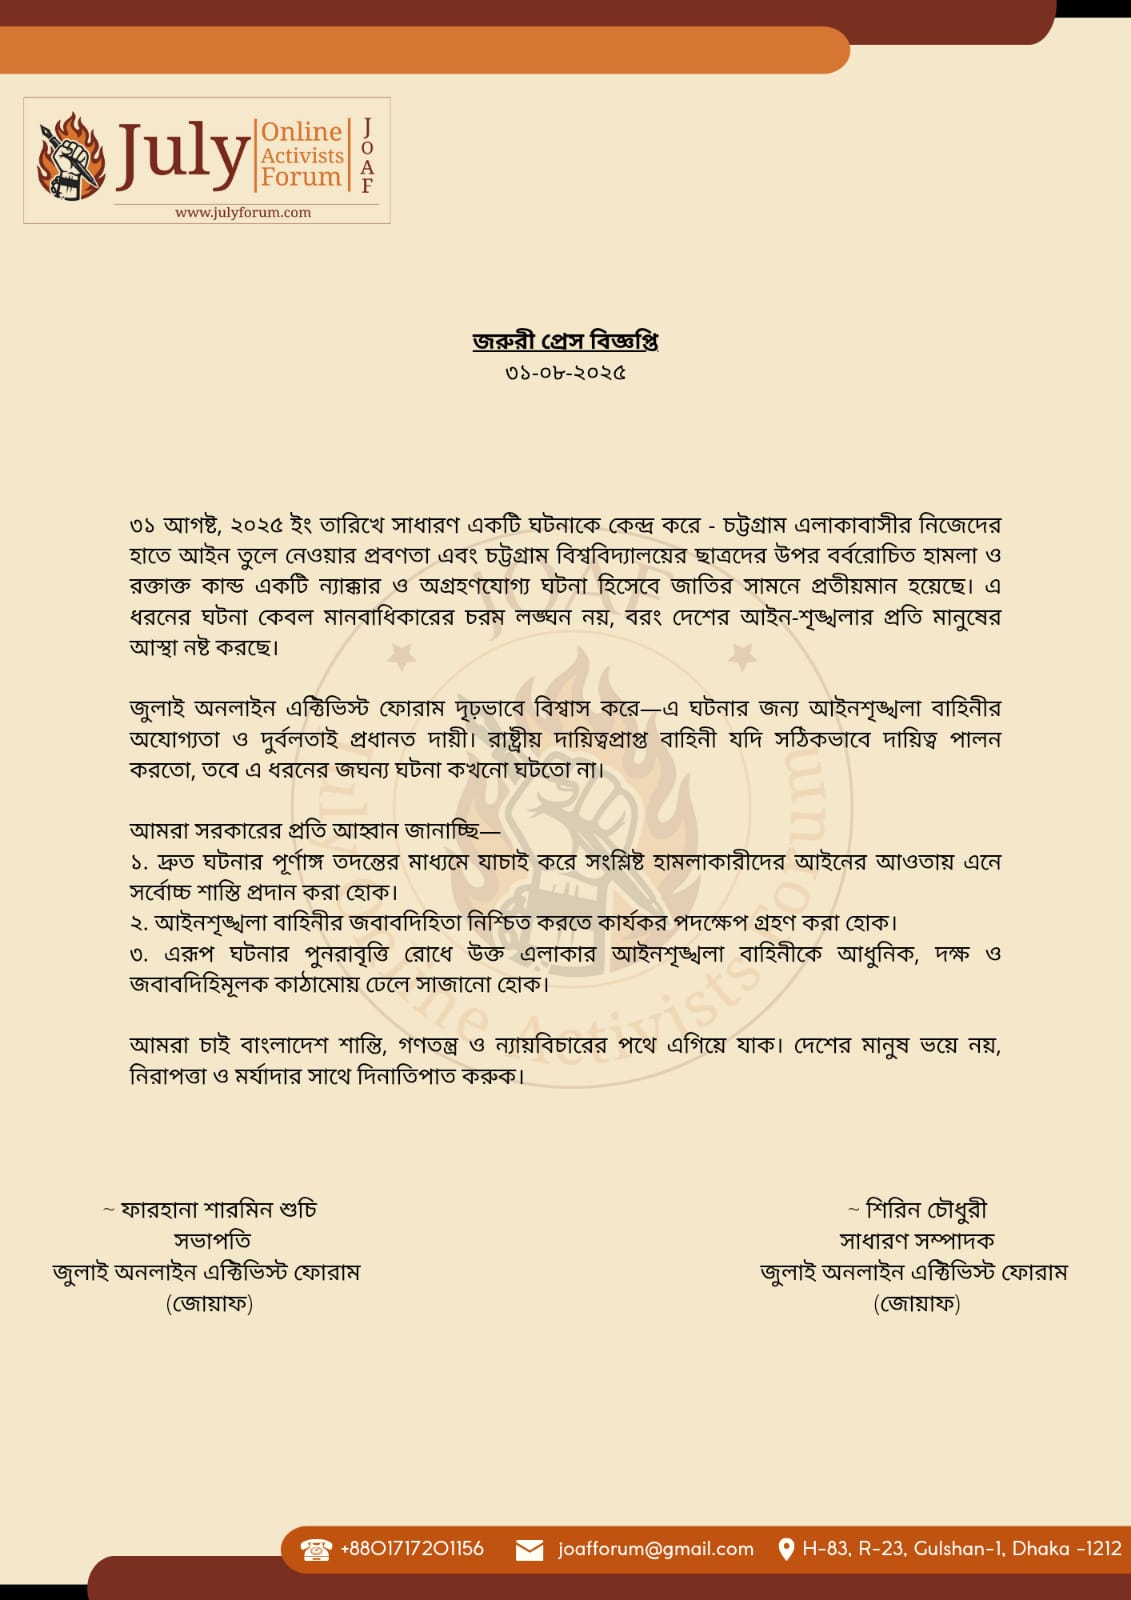 July
Online
Activists
Forum
JOAF
www.julyforum.com
জরুরী প্রেস বিজ্ঞপ্তি
৩১-০৮-২০২৫
৩১ আগষ্ট, ২০২৫ ইং তারিখে সাধারণ একটি ঘটনাকে কেন্দ্র করে - চট্টগ্রাম এলাকাবাসীর নিজেদের
হাতে আইন তুলে নেওয়ার প্রবণতা এবং চট্টগ্রাম বিশ্ববিদ্যালয়ের ছাত্রদের উপর বর্বরোচিত হামলা ও
রক্তাক্ত কান্ড একটি ন্যাক্কার ও অগ্রহণযোগ্য ঘটনা হিসেবে জাতির সামনে প্রতীয়মান হয়েছে। এ
ধরনের ঘটনা কেবল মানবাধিকারের চরম লঙ্ঘন নয়, বরং দেশের আইন-শৃঙ্খলার প্রতি মানুষের
আস্থা নষ্ট করছে।
জুলাই অনলাইন এক্টিভিস্ট ফোরাম দৃঢ়ভাবে বিশ্বাস করে—এ ঘটনার জন্য আইনশৃঙ্খলা বাহিনীর
অযোগ্যতা ও দুর্বলতাই প্রধানত দায়ী। রাষ্ট্রীয় দায়িত্বপ্রাপ্ত বাহিনী যদি সঠিকভাবে দায়িত্ব পালন
করতো, তবে এ ধরনের জঘন্য ঘটনা কখনো ঘটতো না।
আমরা সরকারের প্রতি আহ্বান জানাচ্ছি—
১. দ্রুত ঘটনার পূর্ণাঙ্গ তদন্তের মাধ্যমে যাচাই করে সংশ্লিষ্ট হামলাকারীদের আইনের আওতায় এনে
সর্বোচ্চ শাস্তি প্রদান করা হোক।
২. আইনশৃঙ্খলা বাহিনীর জবাবদিহিতা নিশ্চিত করতে কার্যকর পদক্ষেপ গ্রহণ করা হোক।
৩. এরূপ ঘটনার পুনরাবৃত্তি রোধে উক্ত এলাকার আইনশৃঙ্খলা বাহিনীকে আধুনিক, দক্ষ ও
জবাবদিহিমূলক কাঠামোয় ঢেলে সাজানো হোক।
আমরা চাই বাংলাদেশ শান্তি, গণতন্ত্র ও ন্যায়বিচারের পথে এগিয়ে যাক। দেশের মানুষ ভয়ে নয়,
নিরাপত্তা ও মর্যাদার সাথে দিনাতিপাত করুক।
JOAF
July Online Activists Forum
~ ফারহানা শারমিন শুচি
সভাপতি
জুলাই অনলাইন এক্টিভিস্ট ফোরাম
(জোয়াফ)
~ শিরিন চৌধুরী
সাধারণ সম্পাদক
জুলাই অনলাইন এক্টিভিস্ট ফোরাম
(জোয়াফ)
+8801717201156
joafforum@gmail.com
H-83, R-23, Gulshan-1, Dhaka -1212